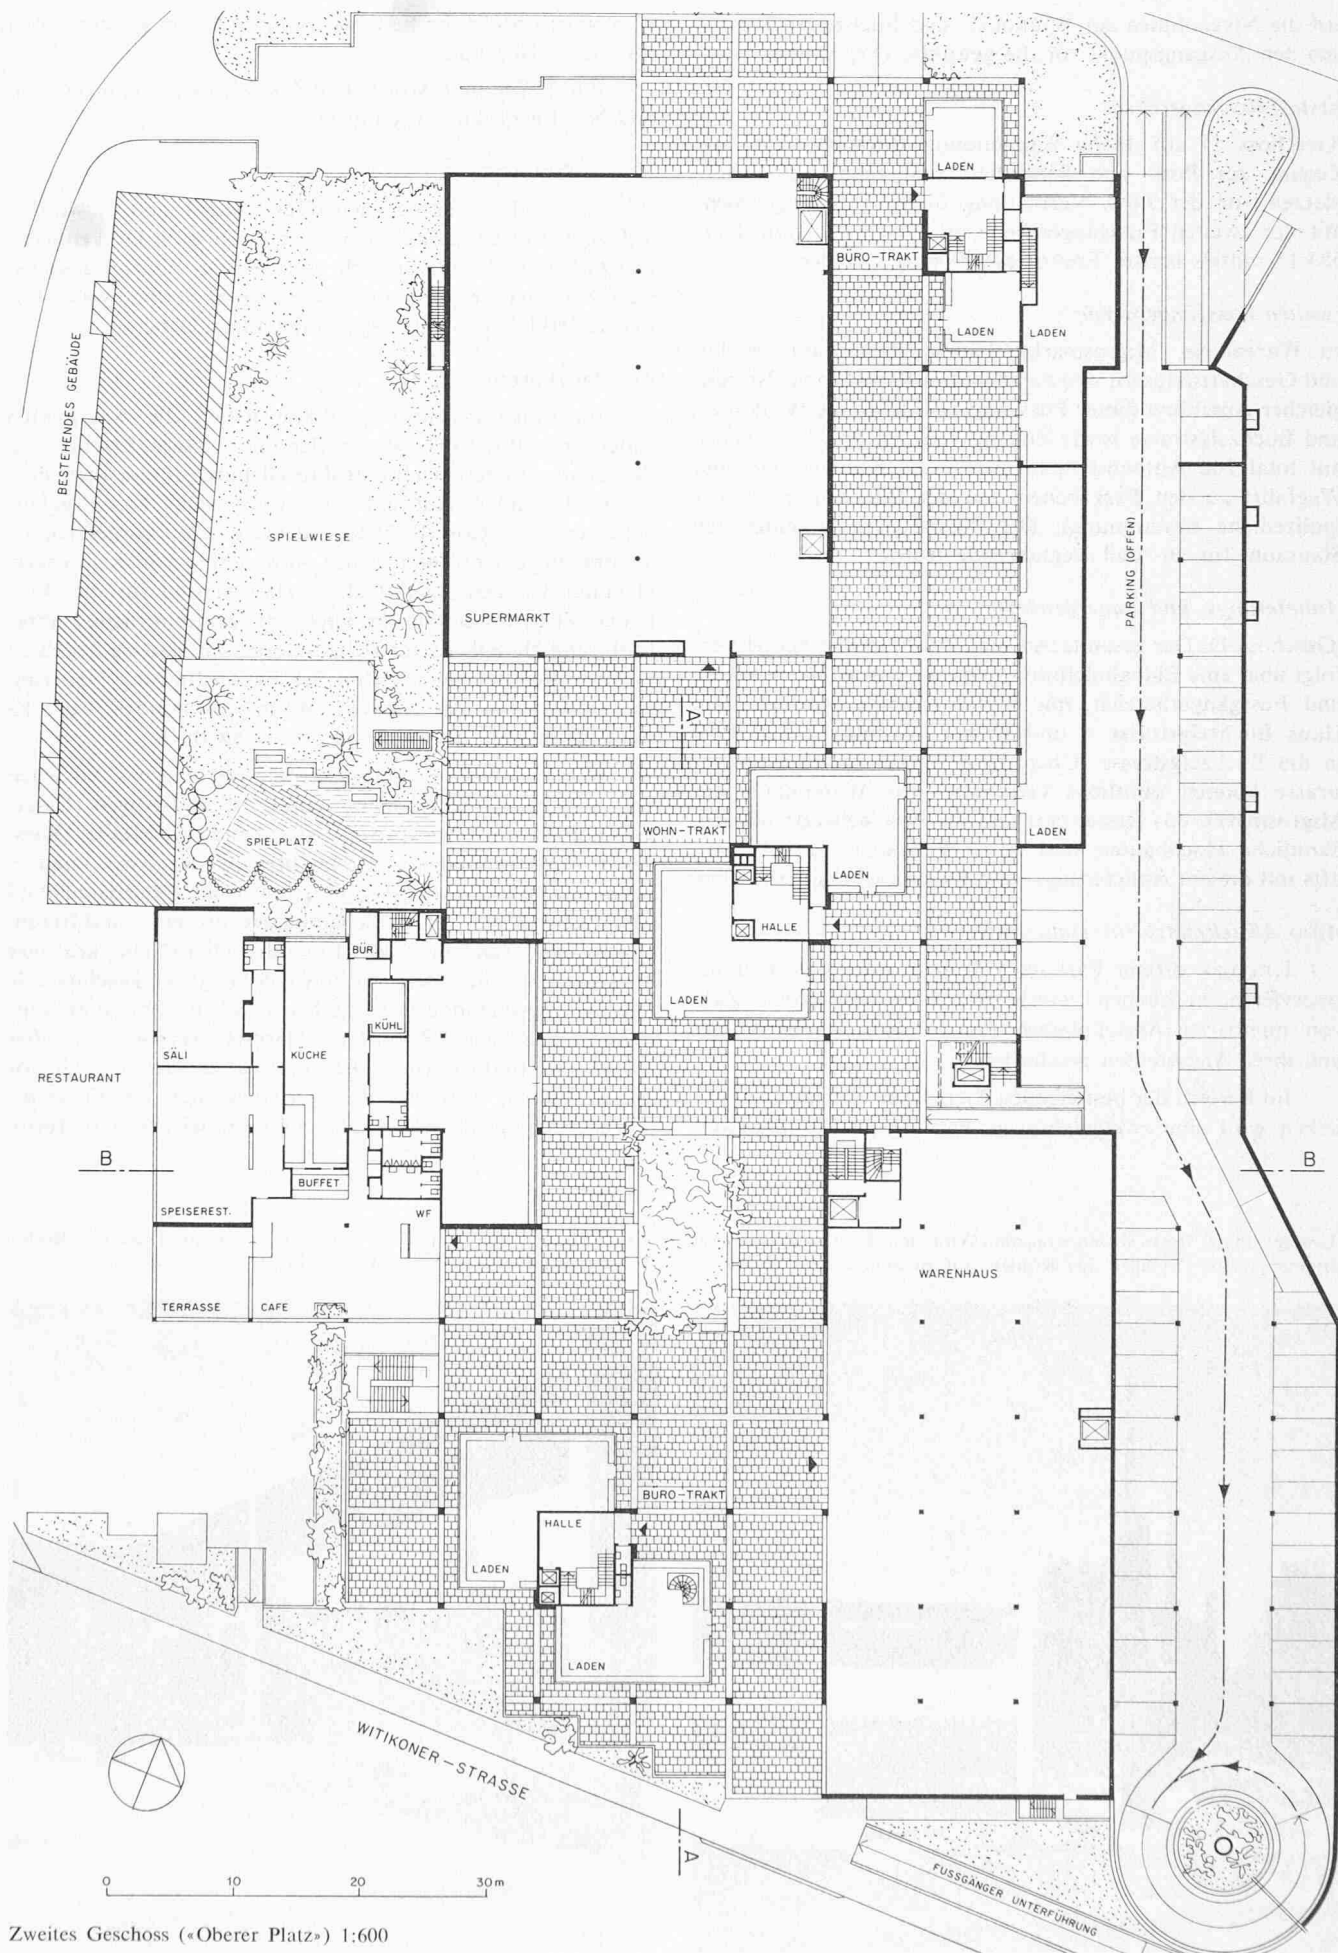 LADEN
BÜRO-TRAKT
LADEN
LADEN
BESTEHENDES GEBÄUDE
SPIELWIESE
PARKING (OFFEN)
SUPERMARKT
A
WOHN-TRAKT
LADEN
SPIELPLATZ
LADEN
HALLE
BÜR.
LADEN
KÜHL
SÄLI
KÜCHE
RESTAURANT
B
B
BUFFET
SPEISEREST.
WF
WARENHAUS
TERRASSE
CAFE
BÜRO-TRAKT
HALLE
LADEN
LADEN
WITIKONER-STRASSE
A
FUSSGÄNGER UNTERFÜHRUNG
0 10 20 30 m
Zweites Geschoss («Oberer Platz») 1:600